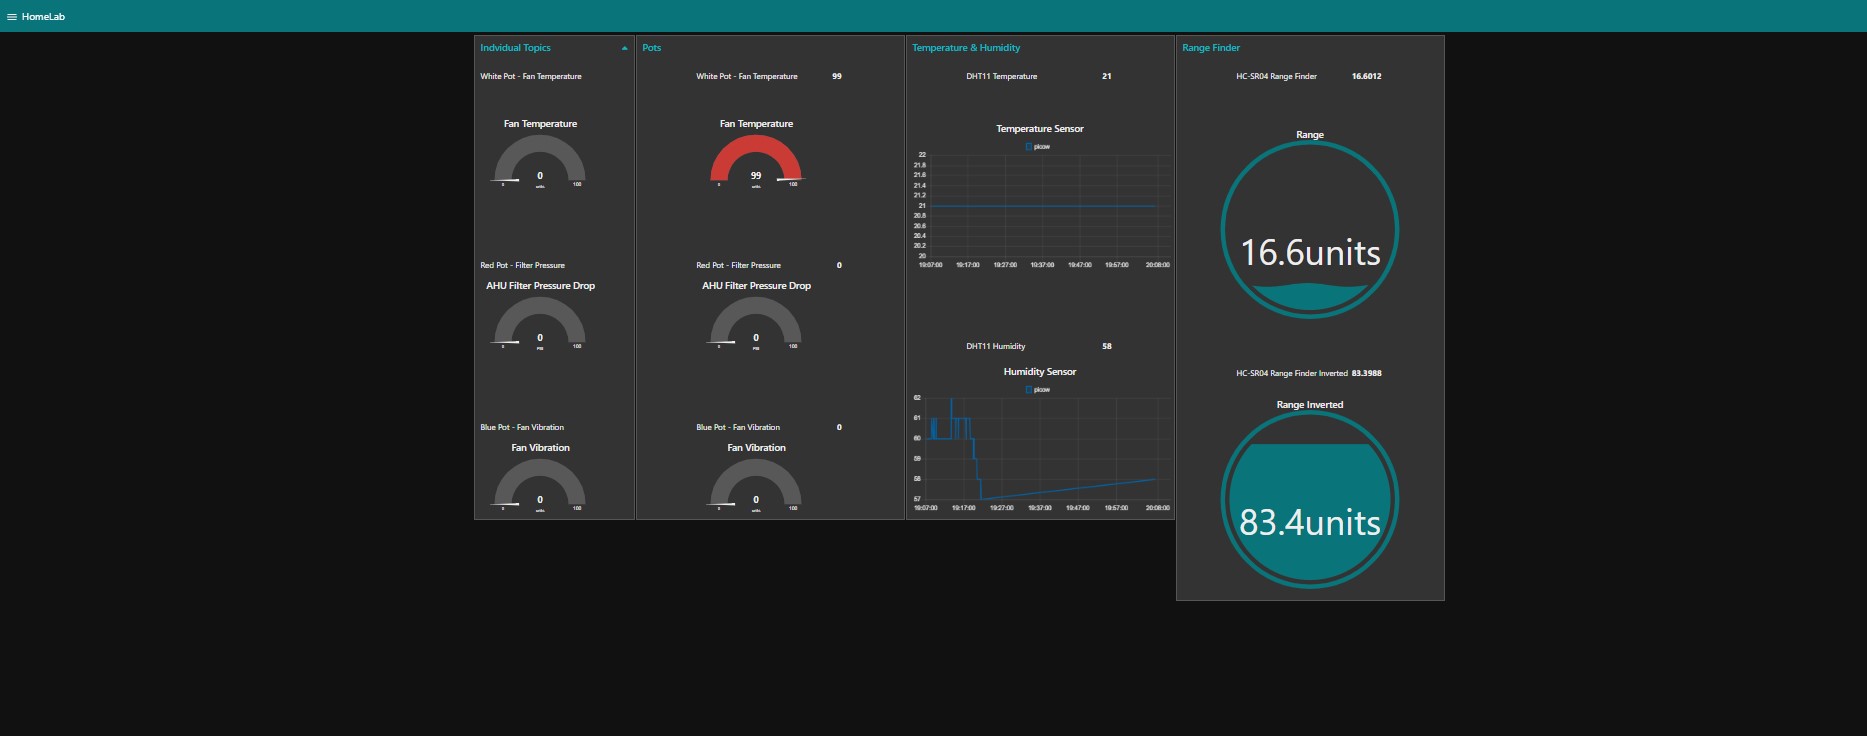 HomeLab
Indvidual Topics
White Pot - Fan Temperature
Fan Temperature
0
units
0
100
Red Pot - Filter Pressure
AHU Filter Pressure Drop
0
PSI
0
100
Blue Pot - Fan Vibration
Fan Vibration
0
units
0
100
Pots
White Pot - Fan Temperature 99
Fan Temperature
99
units
0
100
Red Pot - Filter Pressure 0
AHU Filter Pressure Drop
0
PSI
0
100
Blue Pot - Fan Vibration 0
Fan Vibration
0
units
0
100
Temperature & Humidity
DHT11 Temperature 21
Temperature Sensor
picow
22
21.8
21.6
21.4
21.2
21
20.8
20.6
20.4
20.2
20
19:07:00 19:17:00 19:27:00 19:37:00 19:47:00 19:57:00 20:08:00
DHT11 Humidity 58
Humidity Sensor
picow
62
61
60
59
58
57
19:07:00 19:17:00 19:27:00 19:37:00 19:47:00 19:57:00 20:08:00
Range Finder
HC-SR04 Range Finder 16.6012
Range
16.6units
HC-SR04 Range Finder Inverted 83.3988
Range Inverted
83.4units